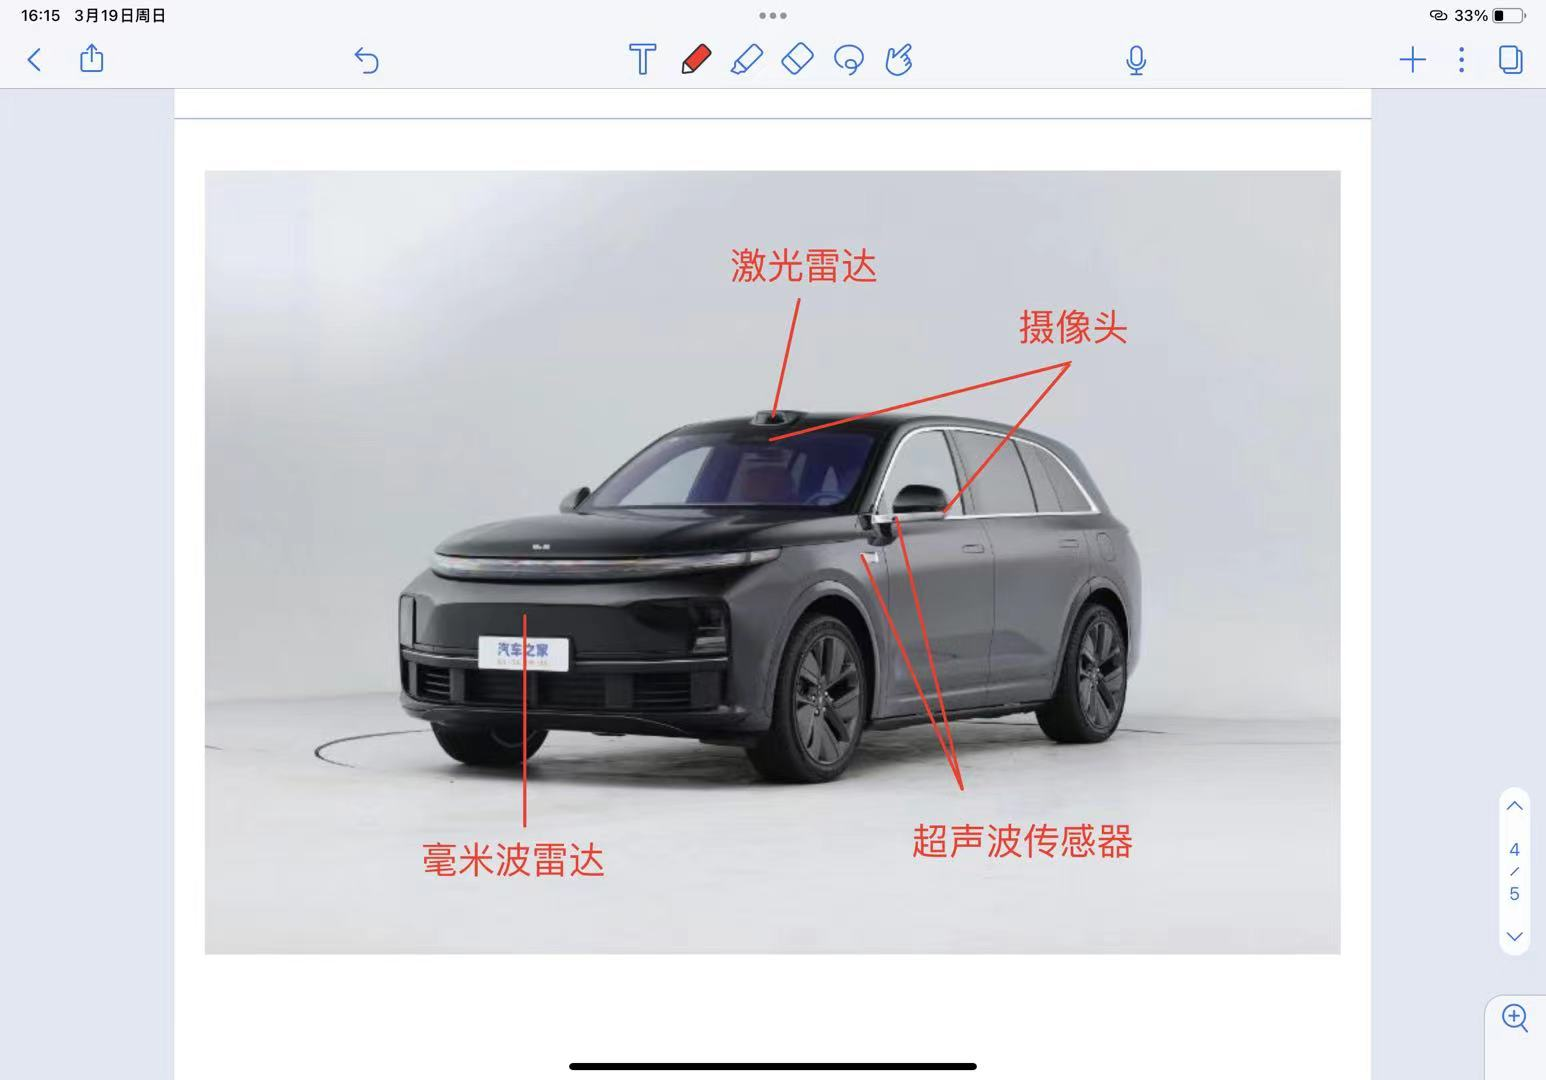 16:15 3月19日周日
33%
激光雷达
摄像头
汽车之家
超声波传感器
毫米波雷达
4
/
5